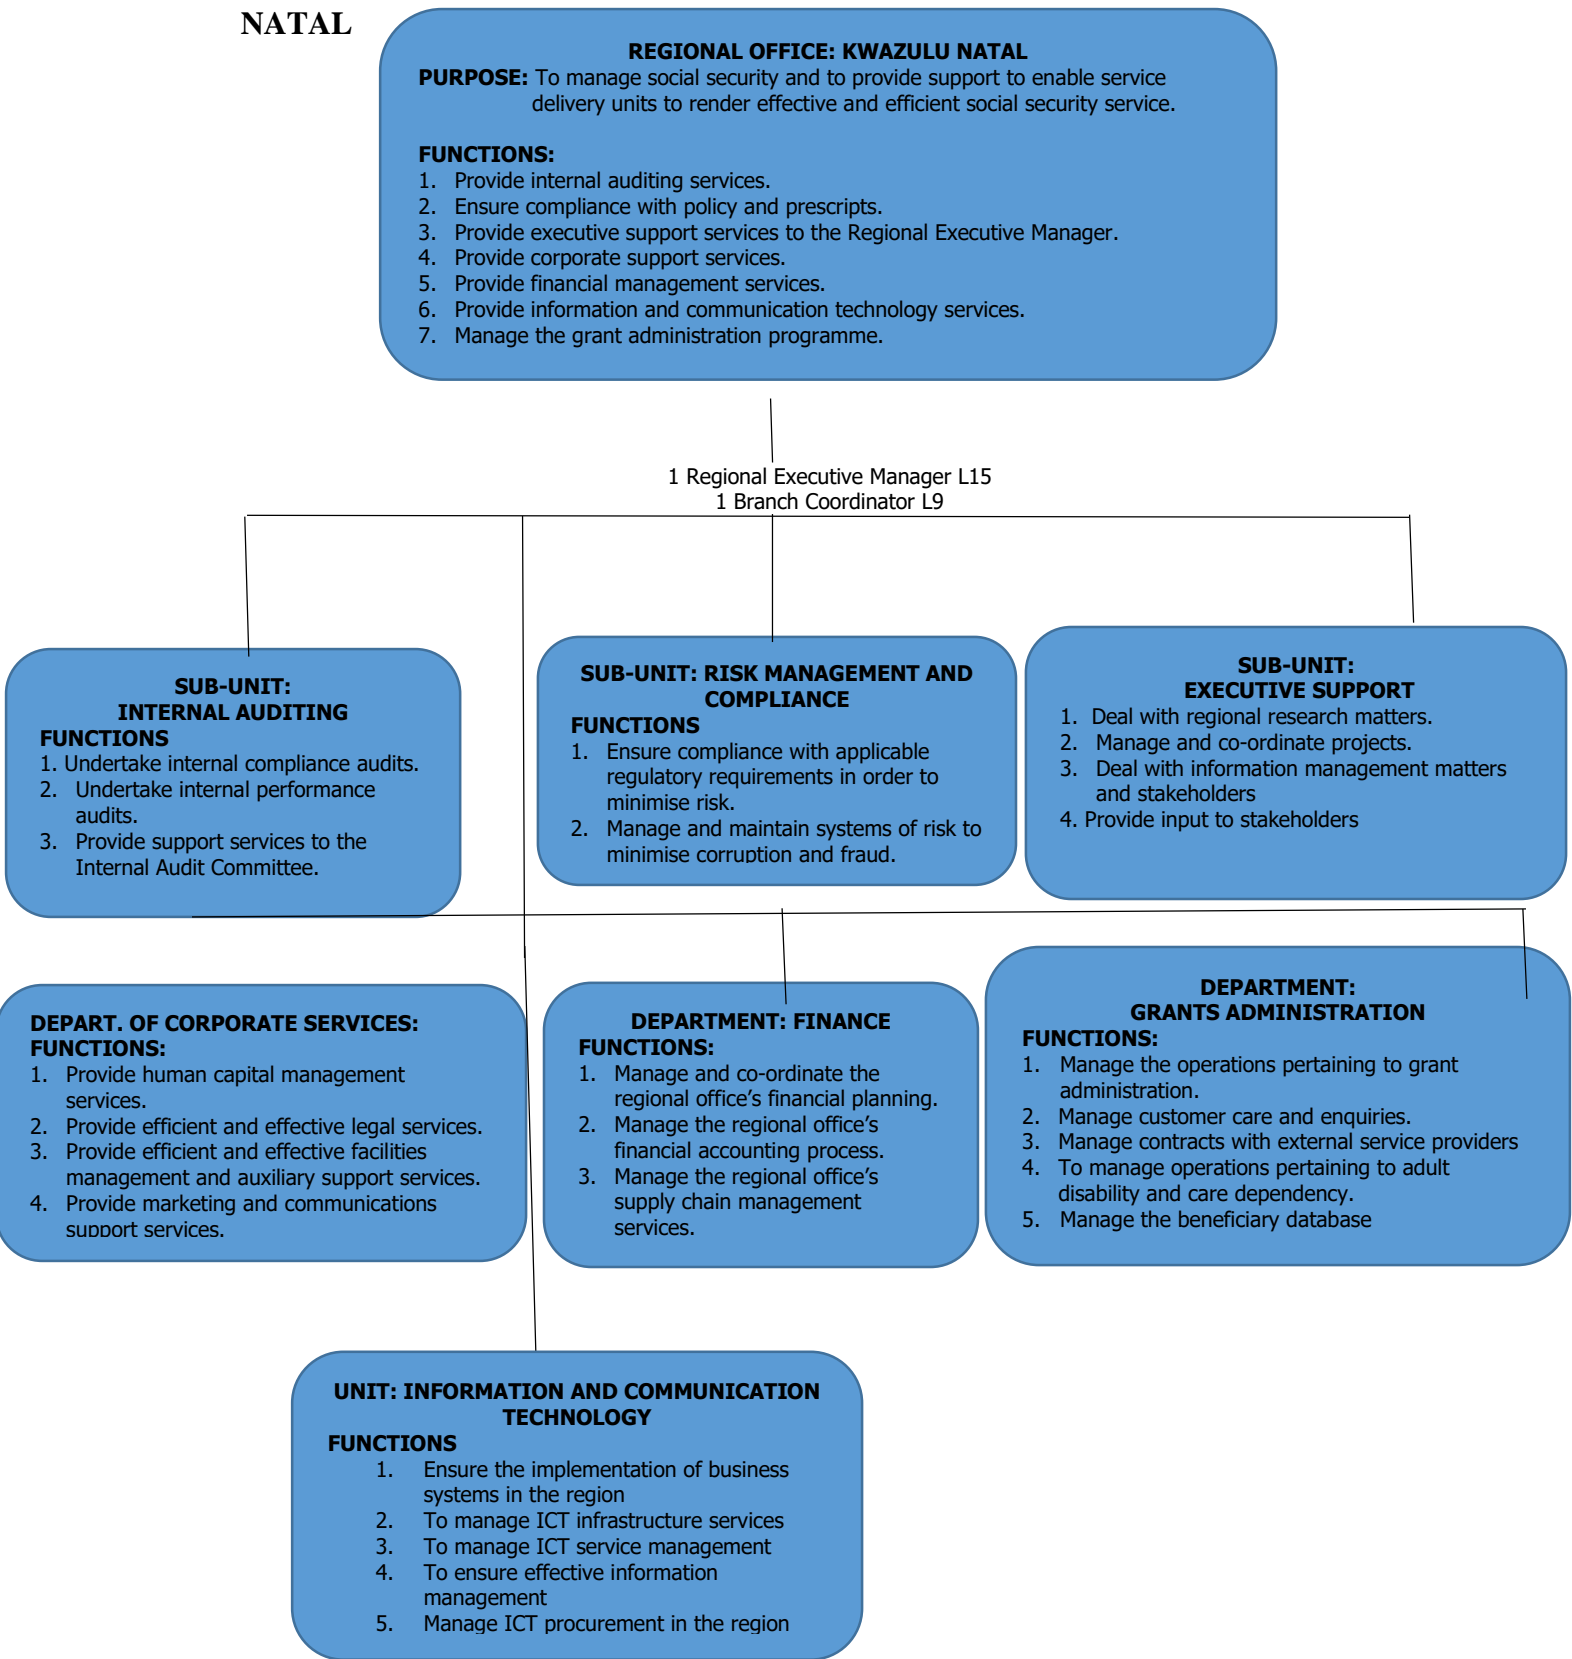 NATAL
REGIONAL OFFICE: KWAZULU NATAL
PURPOSE: To manage social security and to provide support to enable service
delivery units to render effective and efficient social security service.
FUNCTIONS:
1. Provide internal auditing services.
2. Ensure compliance with policy and prescripts.
3. Provide executive support services to the Regional Executive Manager.
4. Provide corporate support services.
5. Provide financial management services.
6. Provide information and communication technology services.
7. Manage the grant administration programme.
1 Regional Executive Manager L15
1 Branch Coordinator L9
SUB-UNIT:
INTERNAL AUDITING
FUNCTIONS
1. Undertake internal compliance audits.
2. Undertake internal performance
audits.
3. Provide support services to the
Internal Audit Committee.
SUB-UNIT: RISK MANAGEMENT AND
COMPLIANCE
FUNCTIONS
1. Ensure compliance with applicable
regulatory requirements in order to
minimise risk.
2. Manage and maintain systems of risk to
minimise corruption and fraud.
SUB-UNIT:
EXECUTIVE SUPPORT
1. Deal with regional research matters.
2. Manage and co-ordinate projects.
3. Deal with information management matters
and stakeholders
4. Provide input to stakeholders
DEPART. OF CORPORATE SERVICES:
FUNCTIONS:
1. Provide human capital management
services.
2. Provide efficient and effective legal services.
3. Provide efficient and effective facilities
management and auxiliary support services.
4. Provide marketing and communications
support services.
DEPARTMENT: FINANCE
FUNCTIONS:
1. Manage and co-ordinate the
regional office’s financial planning.
2. Manage the regional office’s
financial accounting process.
3. Manage the regional office’s
supply chain management
services.
DEPARTMENT:
GRANTS ADMINISTRATION
FUNCTIONS:
1. Manage the operations pertaining to grant
administration.
2. Manage customer care and enquiries.
3. Manage contracts with external service providers
4. To manage operations pertaining to adult
disability and care dependency.
5. Manage the beneficiary database
UNIT: INFORMATION AND COMMUNICATION
TECHNOLOGY
FUNCTIONS
1. Ensure the implementation of business
systems in the region
2. To manage ICT infrastructure services
3. To manage ICT service management
4. To ensure effective information
management
5. Manage ICT procurement in the region